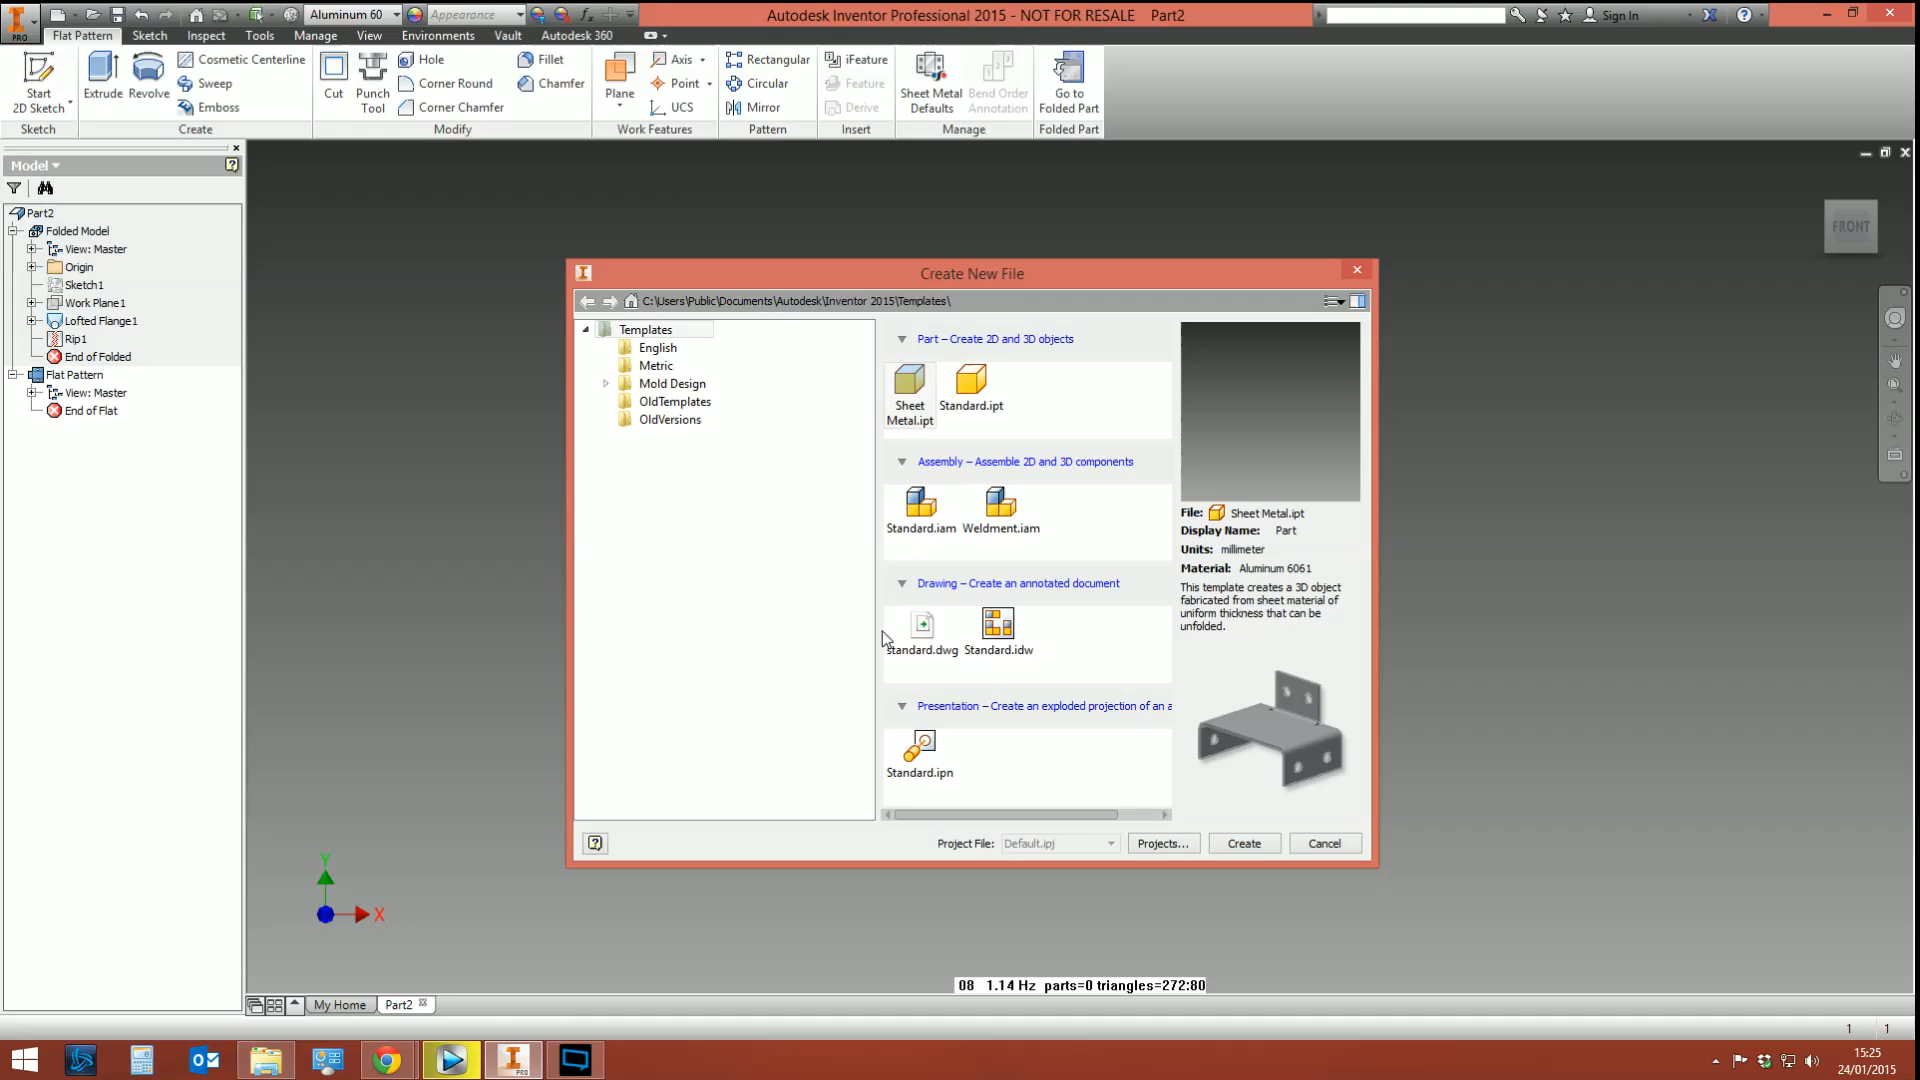 Aluminum 60
Appearance
Autodesk Inventor Professional 2015 - NOT FOR RESALE Part2
Sign In
PRO
Flat Pattern Sketch Inspect Tools Manage View Environments Vault Autodesk 360
Start
2D Sketch
Extrude
Revolve
Cosmetic Centerline
Sweep
Emboss
Cut
Punch
Tool
Hole
Corner Round
Corner Chamfer
Fillet
Chamfer
Plane
Axis
Point
UCS
Rectangular
Circular
Mirror
iFeature
Feature
Derive
Sheet Metal
Defaults
Bend Order
Annotation
Go to
Folded Part
Sketch Create Modify Work Features Pattern Insert Manage Folded Part
Model
Part2
Folded Model
View: Master
Origin
Sketch1
Work Plane1
Lofted Flange1
Rip1
End of Folded
Flat Pattern
View: Master
End of Flat
FRONT
Create New File
C:\Users\Public\Documents\Autodesk\Inventor 2015\Templates\
Templates
English
Metric
Mold Design
OldTemplates
OldVersions
Part – Create 2D and 3D objects
Sheet
Metal.ipt
Standard.ipt
Assembly – Assemble 2D and 3D components
Standard.iam Weldment.iam
Drawing – Create an annotated document
Standard.dwg Standard.idw
Presentation – Create an exploded projection of an a
Standard.ipn
File: Sheet Metal.ipt
Display Name: Part
Units: millimeter
Material: Aluminum 6061
This template creates a 3D object
fabricated from sheet material of
uniform thickness that can be
unfolded.
Project File: Default.ipj Projects... Create Cancel
Y
X
08 1.14 Hz parts=0 triangles=272:80
My Home Part2
1 1
PRO
15:25
24/01/2015